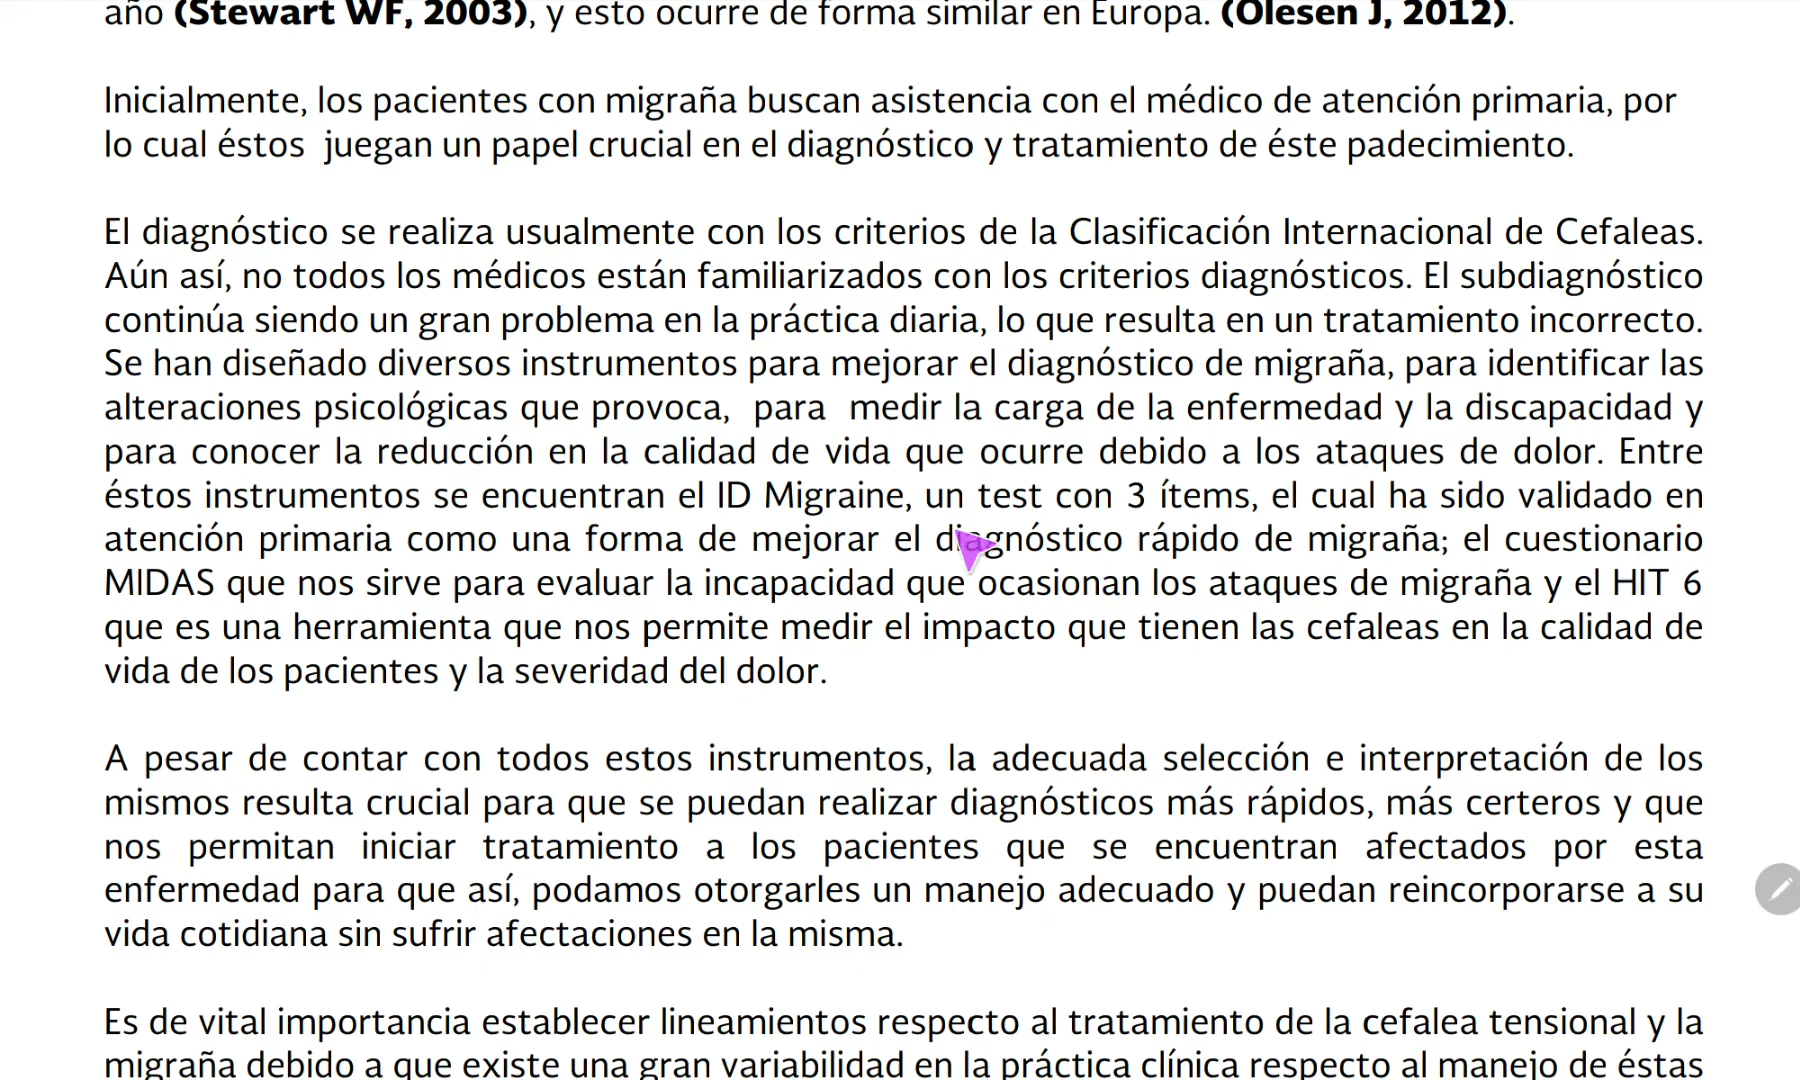 año (Stewart WF, 2003), y esto ocurre de forma similar en Europa. (Olesen J, 2012).
Inicialmente, los pacientes con migraña buscan asistencia con el médico de atención primaria, por
lo cual éstos  juegan un papel crucial en el diagnóstico y tratamiento de éste padecimiento.
El diagnóstico se realiza usualmente con los criterios de la Clasificación Internacional de Cefaleas.
Aún así, no todos los médicos están familiarizados con los criterios diagnósticos. El subdiagnóstico
continúa siendo un gran problema en la práctica diaria, lo que resulta en un tratamiento incorrecto.
Se han diseñado diversos instrumentos para mejorar el diagnóstico de migraña, para identificar las
alteraciones psicológicas que provoca,  para  medir la carga de la enfermedad y la discapacidad y
para conocer la reducción en la calidad de vida que ocurre debido a los ataques de dolor. Entre
éstos instrumentos se encuentran el ID Migraine, un test con 3 ítems, el cual ha sido validado en
atención primaria como una forma de mejorar el diagnóstico rápido de migraña; el cuestionario
MIDAS que nos sirve para evaluar la incapacidad que ocasionan los ataques de migraña y el HIT 6
que es una herramienta que nos permite medir el impacto que tienen las cefaleas en la calidad de
vida de los pacientes y la severidad del dolor.
A pesar de contar con todos estos instrumentos, la adecuada selección e interpretación de los
mismos resulta crucial para que se puedan realizar diagnósticos más rápidos, más certeros y que
nos permitan iniciar tratamiento a los pacientes que se encuentran afectados por esta
enfermedad para que así, podamos otorgarles un manejo adecuado y puedan reincorporarse a su
vida cotidiana sin sufrir afectaciones en la misma.
Es de vital importancia establecer lineamientos respecto al tratamiento de la cefalea tensional y la
migraña debido a que existe una gran variabilidad en la práctica clínica respecto al manejo de éstas